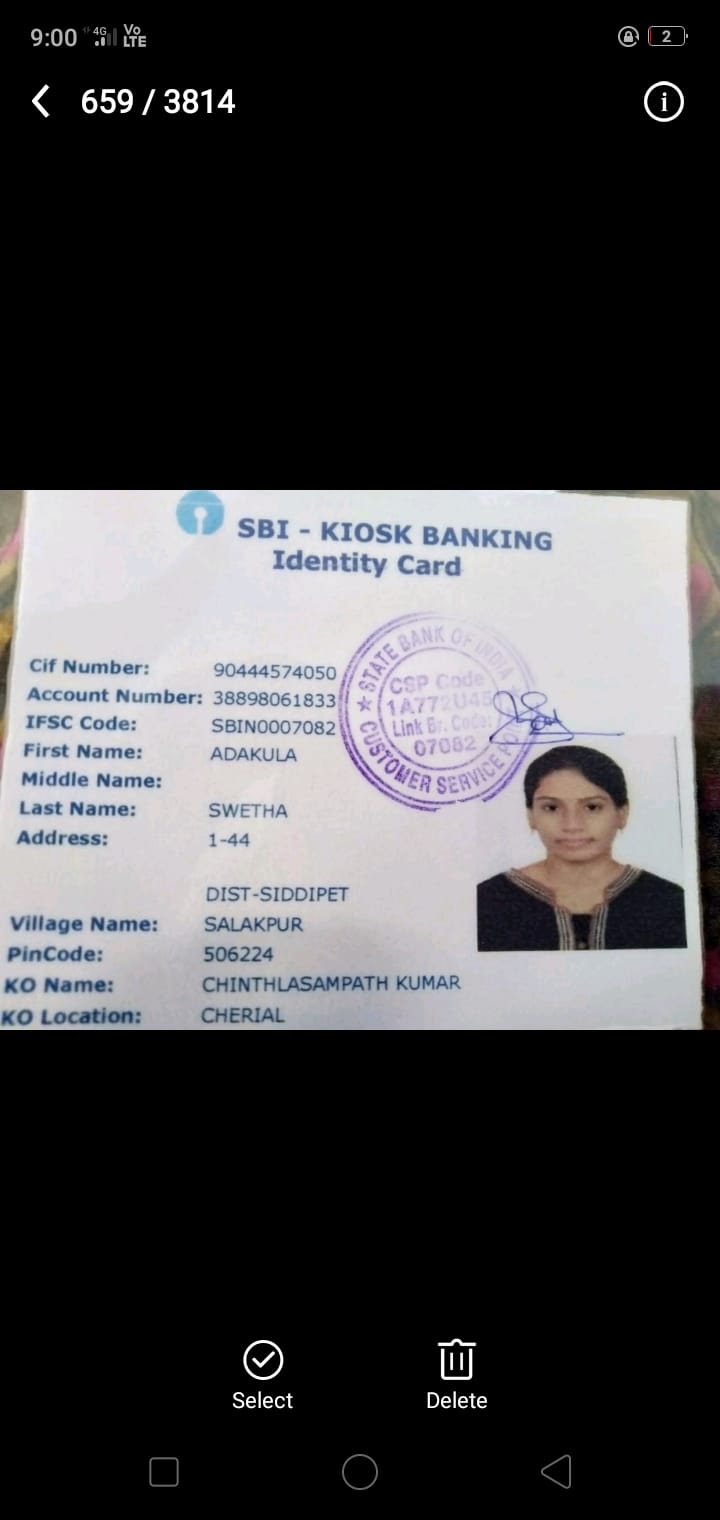 9:00 4G Vo LTE 2
659 / 3814
SBI - KIOSK BANKING
Identity Card
Cif Number: 90444574050
Account Number: 38898061833
IFSC Code: SBIN0007082
First Name: ADAKULA
Middle Name:
Last Name: SWETHA
Address: 1-44
DIST-SIDDIPET
Village Name: SALAKPUR
PinCode: 506224
KO Name: CHINTHLASAMPATH KUMAR
KO Location: CHERIAL
STATE BANK OF INDIA
CSP Code
1A772U45
Link Br. Code:
07082
CUSTOMER SERVICE
Select Delete